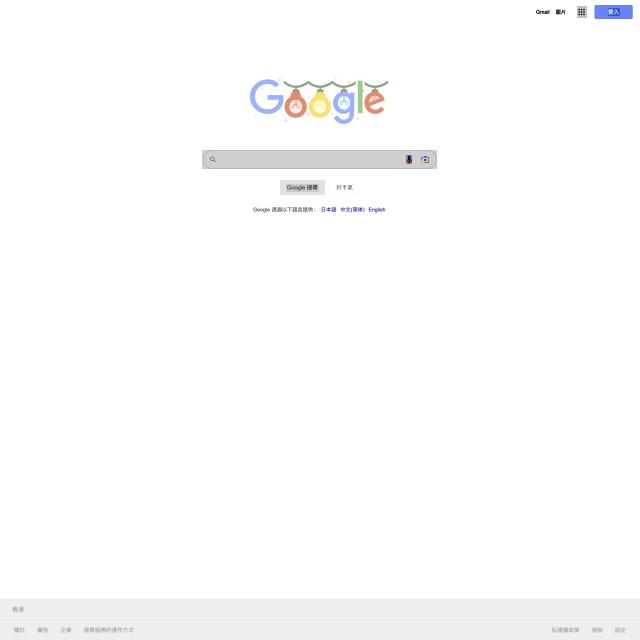 Gmail 圖片 登入
Google
Google 搜尋 好手氣
Google 透過以下語言提供： 日本語 中文(简体) English
香港
關於 廣告 企業 搜尋服務的運作方式 私隱權政策 條款 設定